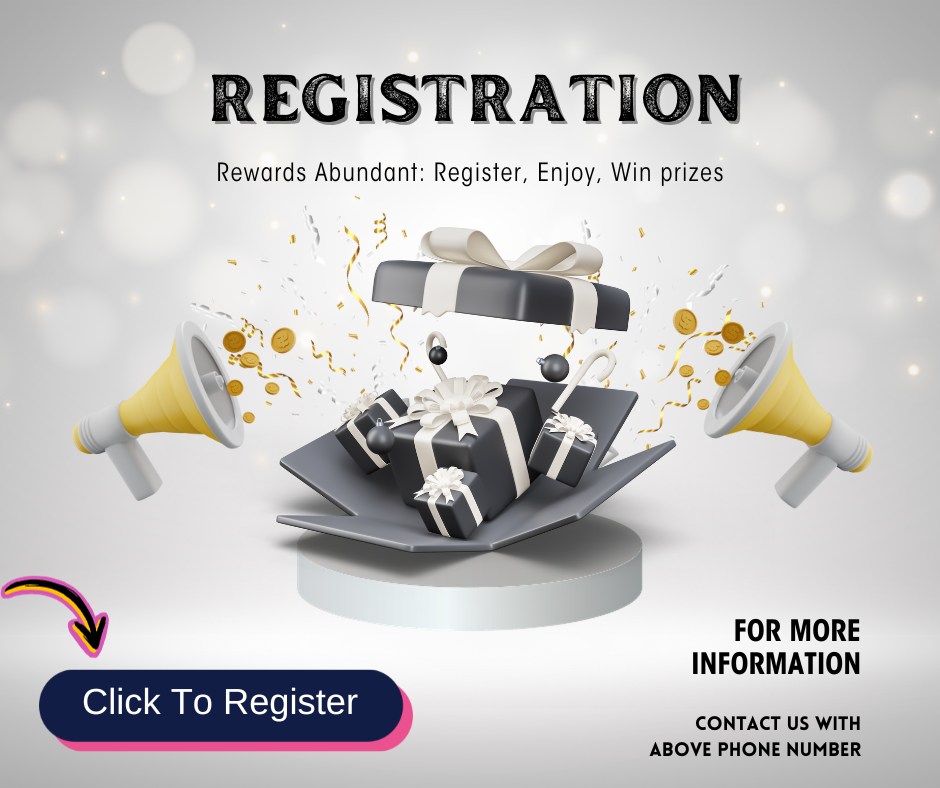 REGISTRATION
Rewards Abundant: Register, Enjoy, Win prizes
Click To Register
FOR MORE
INFORMATION
CONTACT US WITH
ABOVE PHONE NUMBER